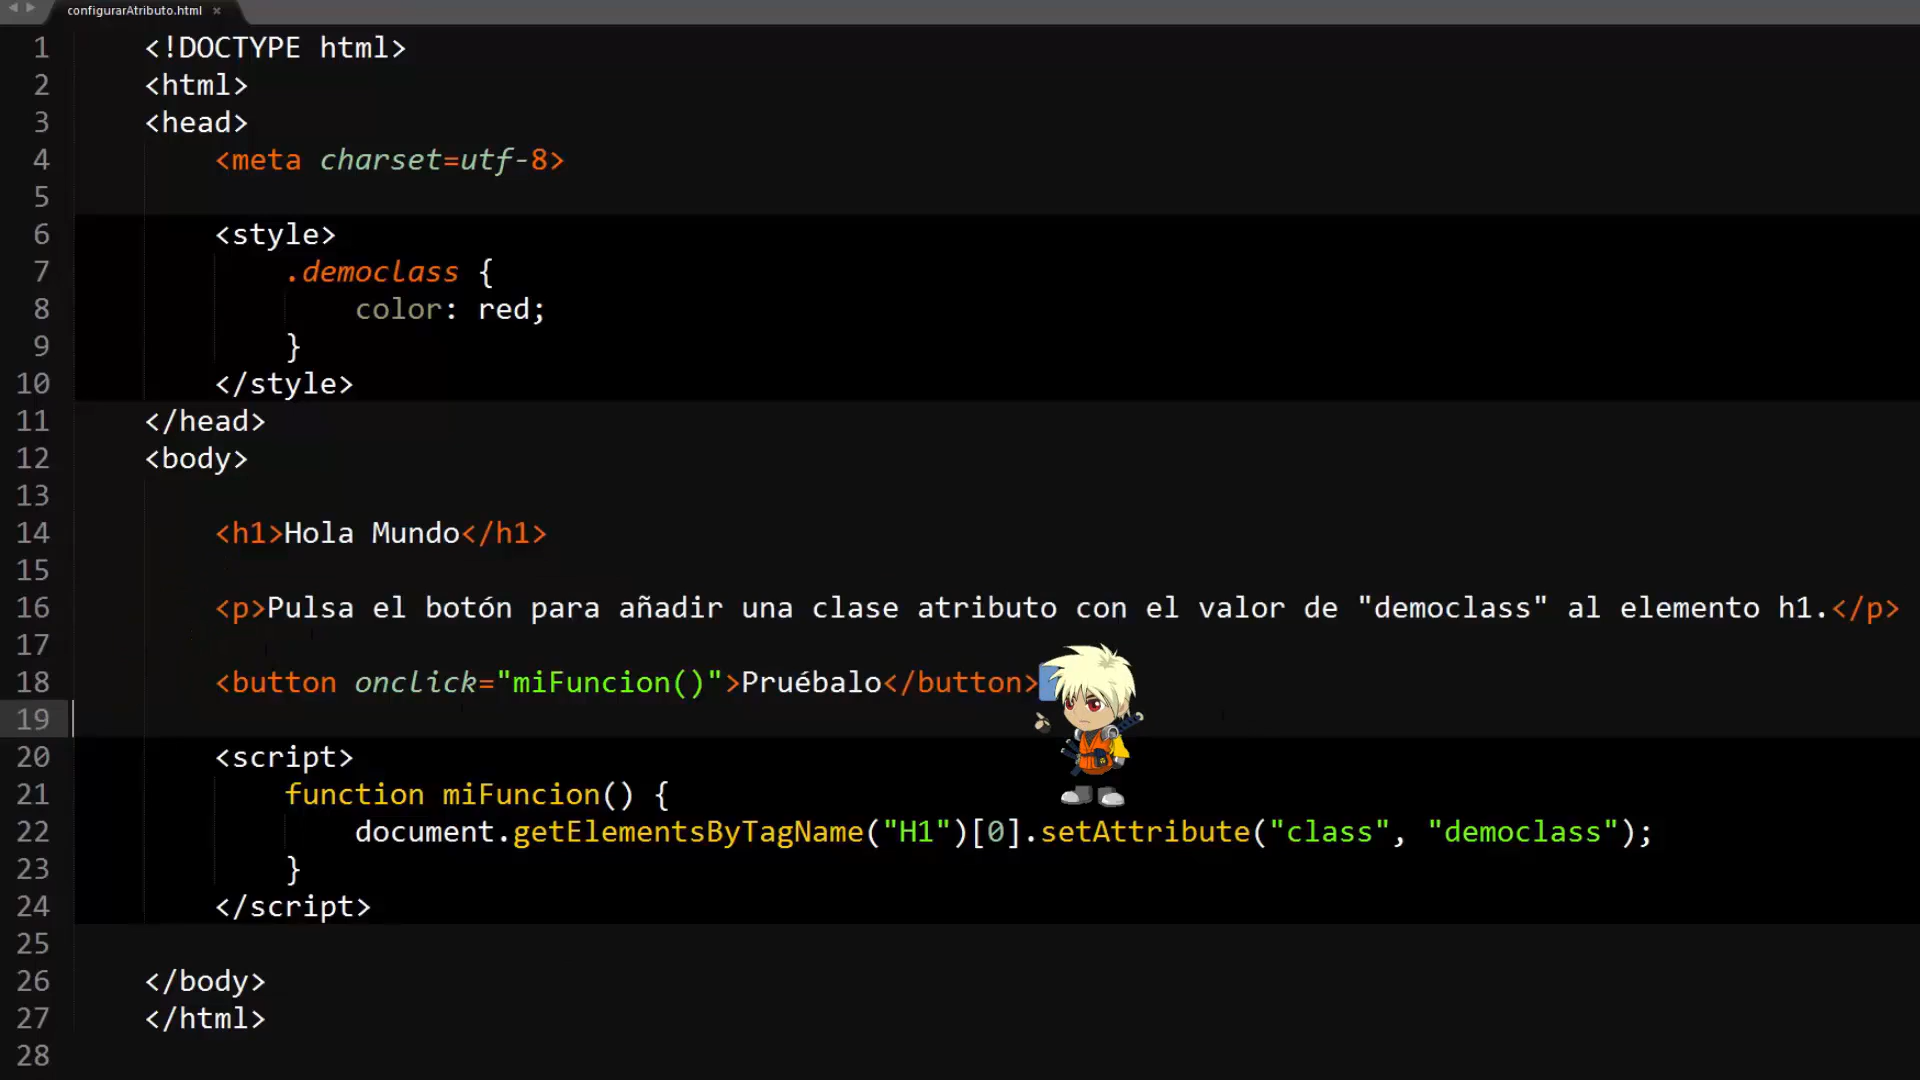 configurarAtributo.html ×
1 <!DOCTYPE html>
2 <html>
3 <head>
4 <meta charset=utf-8>
5
6 <style>
7 .democlass {
8 color: red;
9 }
10 </style>
11 </head>
12 <body>
13
14 <h1>Hola Mundo</h1>
15
16 <p>Pulsa el botón para añadir una clase atributo con el valor de "democlass" al elemento h1.</p>
17
18 <button onclick="miFuncion()">Pruébalo</button>
19
20 <script>
21 function miFuncion() {
22 document.getElementsByTagName("H1")[0].setAttribute("class", "democlass");
23 }
24 </script>
25
26 </body>
27 </html>
28